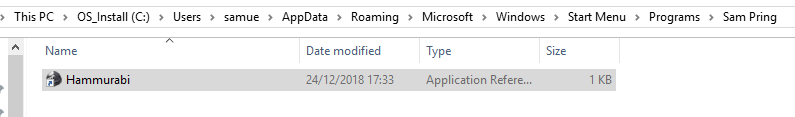 This PC > OS_Install (C:) > Users > samue > AppData > Roaming > Microsoft > Windows > Start Menu > Programs > Sam Pring
Name Date modified Type Size
Hammurabi 24/12/2018 17:33 Application Refere... 1 KB